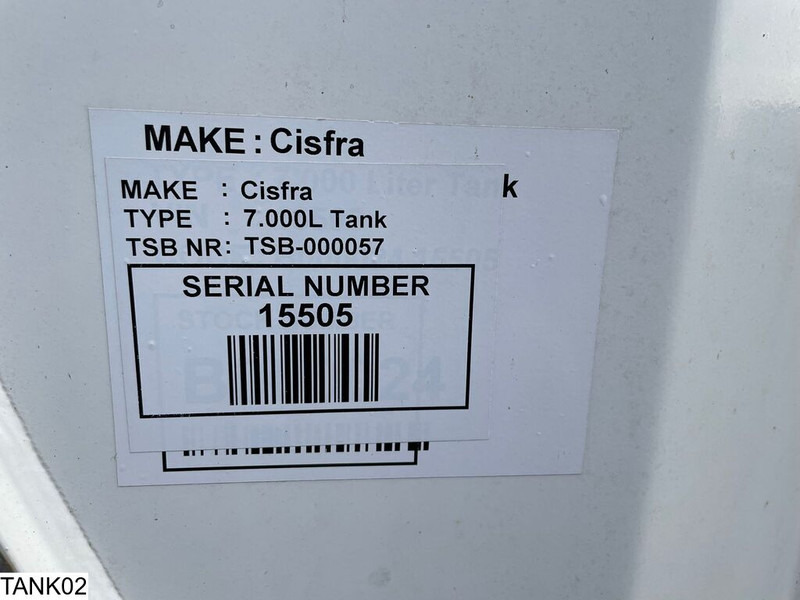 MAKE : Cisfra
k
MAKE : Cisfra
TYPE : 7.000L Tank
TSB NR: TSB-000057
SERIAL NUMBER
15505
TANK02